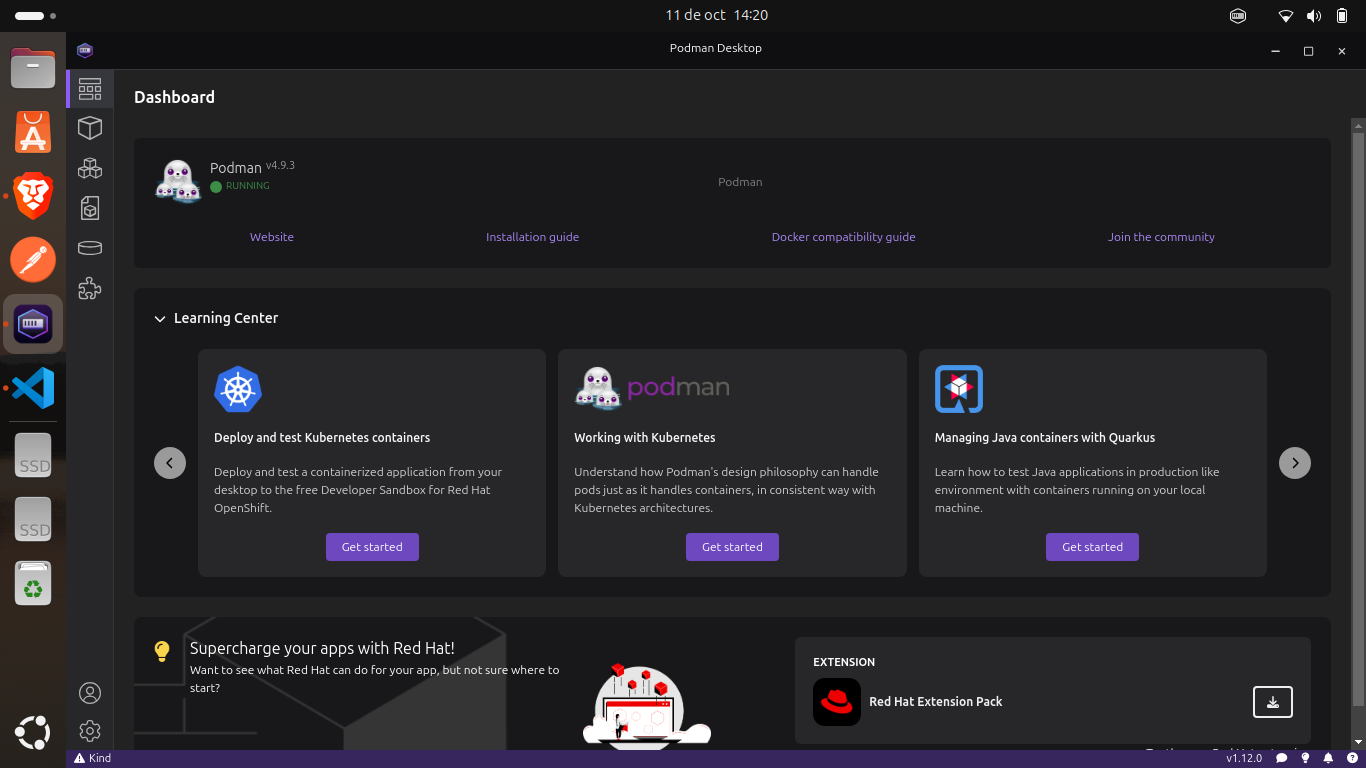 11 de oct 14:20
Podman Desktop
Dashboard
Podman v4.9.3
RUNNING
Podman
Website
Installation guide
Docker compatibility guide
Join the community
Learning Center
Deploy and test Kubernetes containers
Deploy and test a containerized application from your
desktop to the free Developer Sandbox for Red Hat
OpenShift.
Get started
podman
Working with Kubernetes
Understand how Podman's design philosophy can handle
pods just as it handles containers, in consistent way with
Kubernetes architectures.
Get started
Managing Java containers with Quarkus
Learn how to test Java applications in production like
environment with containers running on your local
machine.
Get started
Supercharge your apps with Red Hat!
Want to see what Red Hat can do for your app, but not sure where to
start?
EXTENSION
Red Hat Extension Pack
SSD
SSD
Kind
v1.12.0